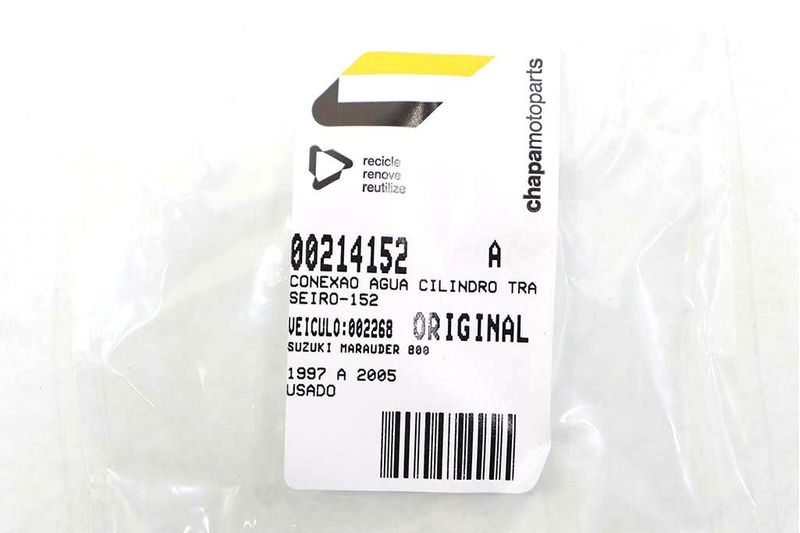 chapamotoparts
recicle
renove
reutilize
00214152 A
CONEXAO AGUA CILINDRO TRA
SEIRO-152
VEICULO:002268 ORIGINAL
SUZUKI MARAUDER 800
1997 A 2005
USADO